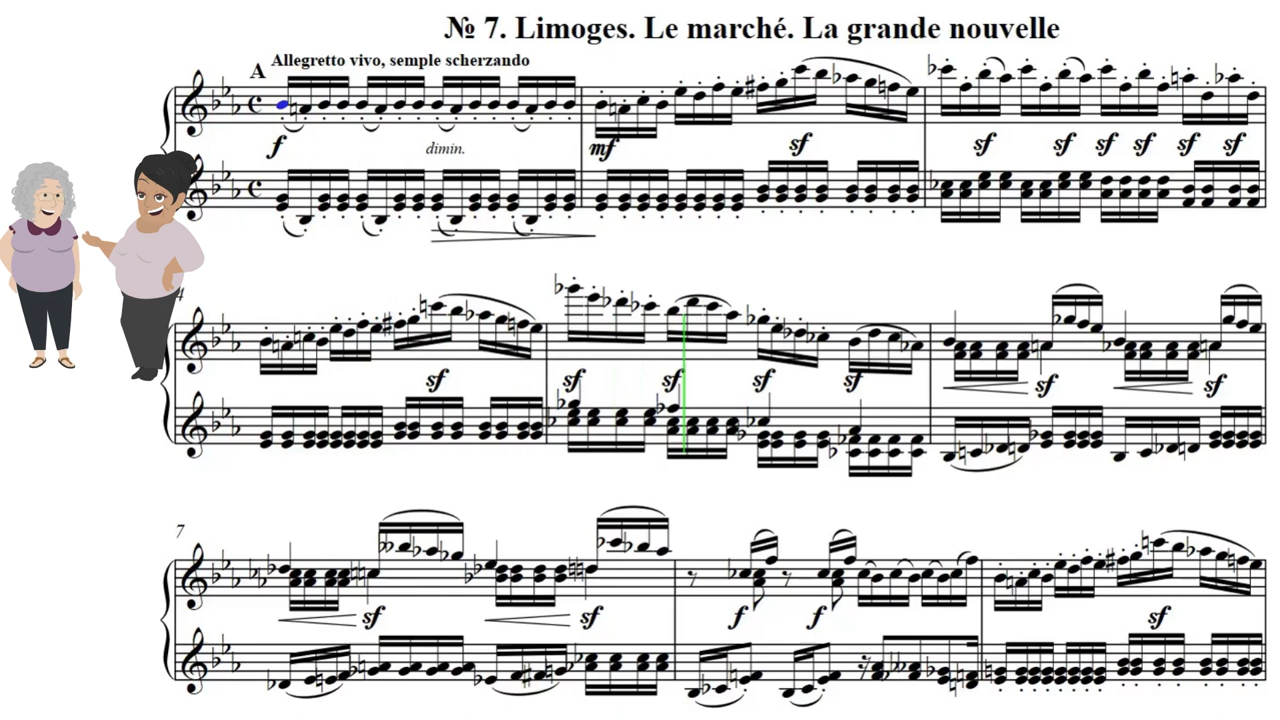 № 7. Limoges. Le marché. La grande nouvelle
Allegretto vivo, semple scherzando
A
f
dimin.
mf
sf
sf sf sf sf sf sf
4
sf sf sf sf sf sf sf
7
sf sf f f sf